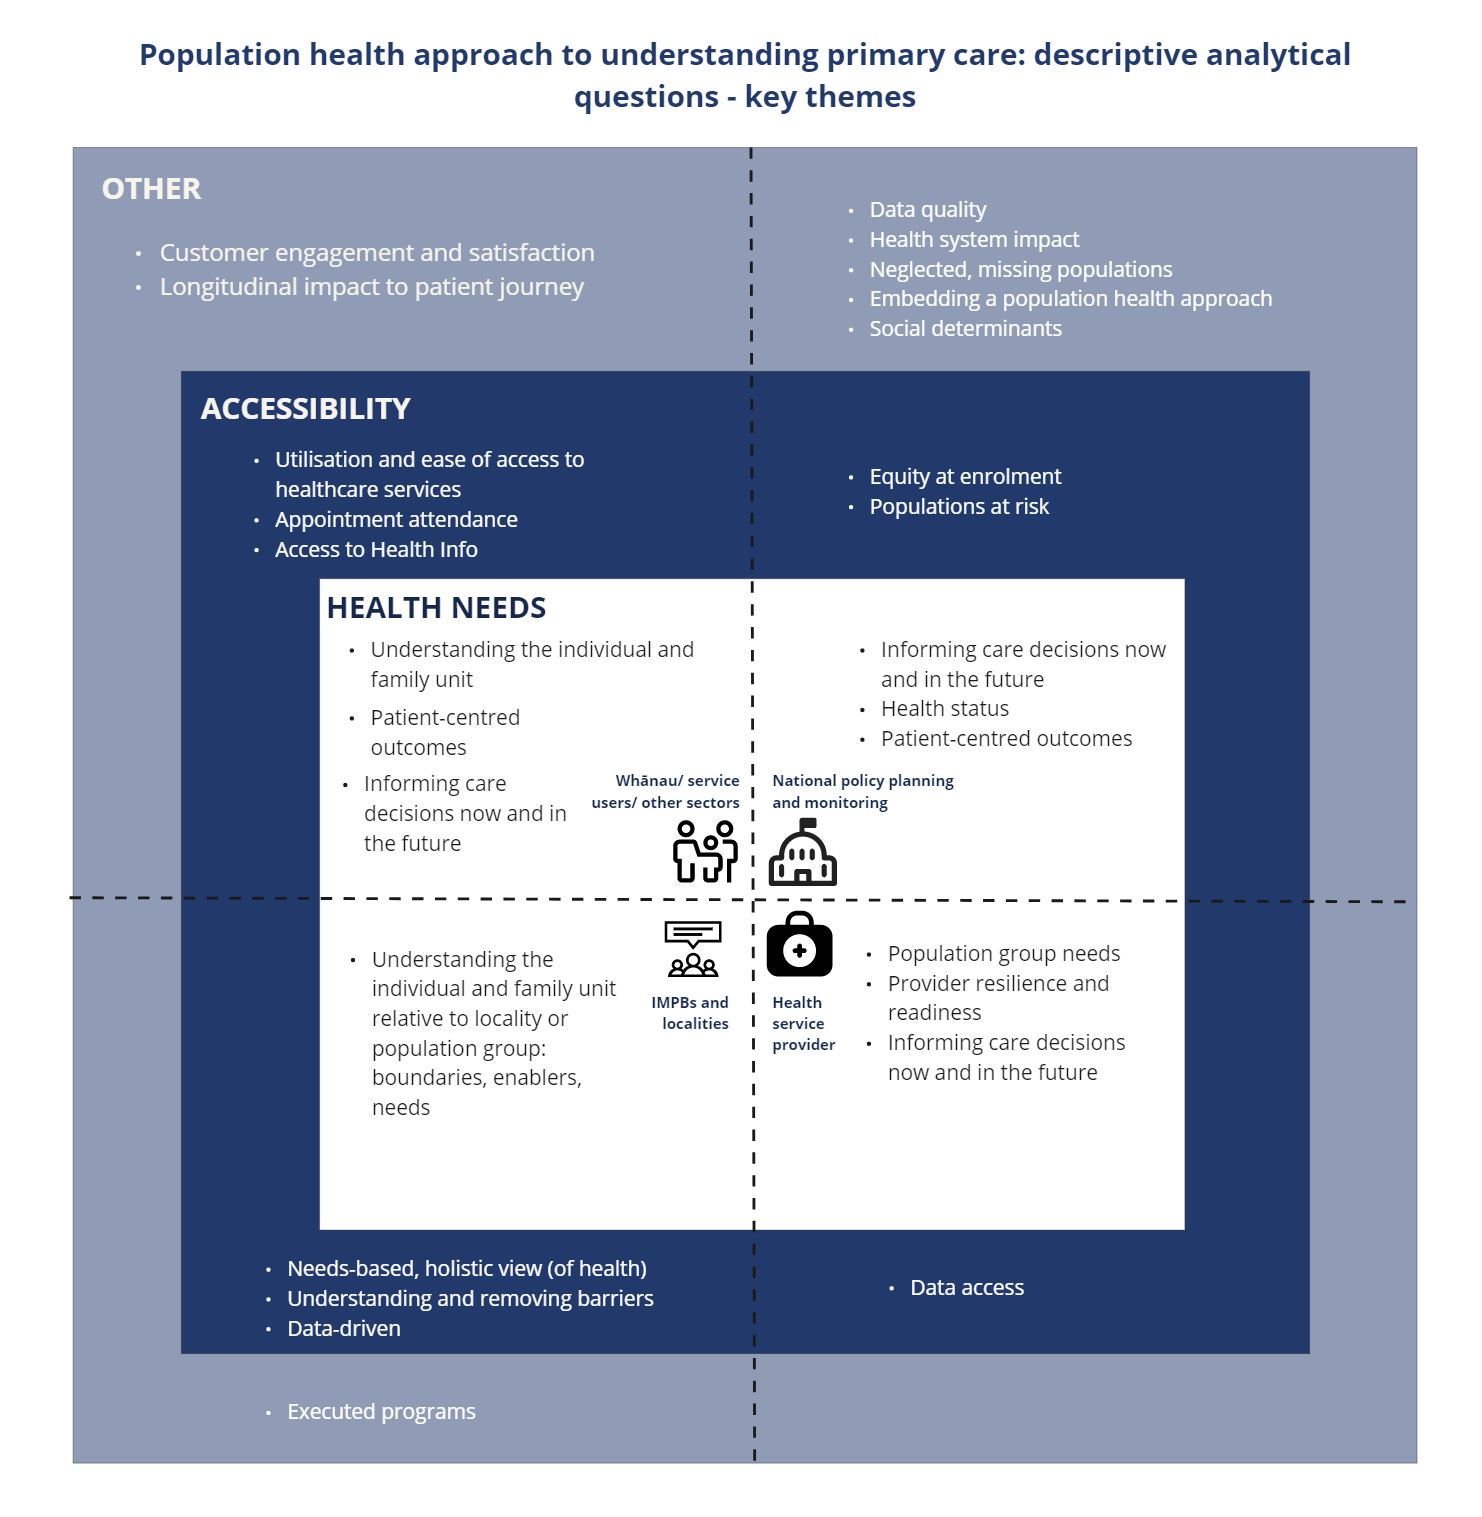 Population health approach to understanding primary care: descriptive analytical
questions - key themes
OTHER
• Customer engagement and satisfaction
• Longitudinal impact to patient journey
• Data quality
• Health system impact
• Neglected, missing populations
• Embedding a population health approach
• Social determinants
ACCESSIBILITY
• Utilisation and ease of access to
healthcare services
• Appointment attendance
• Access to Health Info
• Equity at enrolment
• Populations at risk
HEALTH NEEDS
• Understanding the individual and
family unit
• Patient-centred
outcomes
• Informing care
decisions now and in
the future
Whānau/ service
users/ other sectors
• Informing care decisions now
and in the future
• Health status
• Patient-centred outcomes
National policy planning
and monitoring
• Understanding the
individual and family unit
relative to locality or
population group:
boundaries, enablers,
needs
IMPBs and
localities
Health
service
provider
• Population group needs
• Provider resilience and
readiness
• Informing care decisions
now and in the future
• Needs-based, holistic view (of health)
• Understanding and removing barriers
• Data-driven
• Data access
• Executed programs